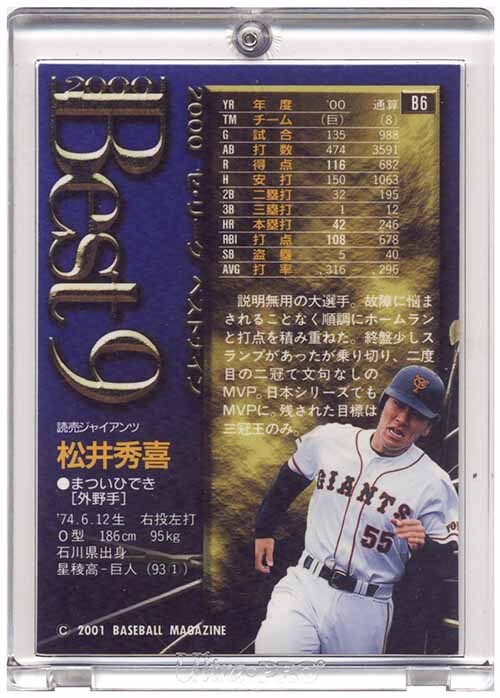 2000
Best 9
2000 セ・リーグ ベストナイン
B6
YR 年度 '00 通算
TM チーム (巨) (8)
G 試合 135 988
AB 打数 474 3591
R 得点 116 682
H 安打 150 1063
2B 二塁打 32 195
3B 三塁打 1 12
HR 本塁打 42 246
RBI 打点 108 678
SB 盗塁 5 40
AVG 打率 .316 .296
説明無用の大選手。故障に悩ま
されることなく順調にホームラン
と打点を積み重ねた。終盤少しス
ランプがあったが乗り切り、二度
目の二冠で文句なしの
MVP。日本シリーズでも
MVPに。残された目標は
三冠王のみ。
読売ジャイアンツ
松井秀喜
●まついひでき
[外野手]
'74.6.12生 右投左打
O型 186cm 95kg
石川県出身
星稜高-巨人(93①)
GIANTS
55
C 2001 BASEBALL MAGAZINE
Ultra PRO®